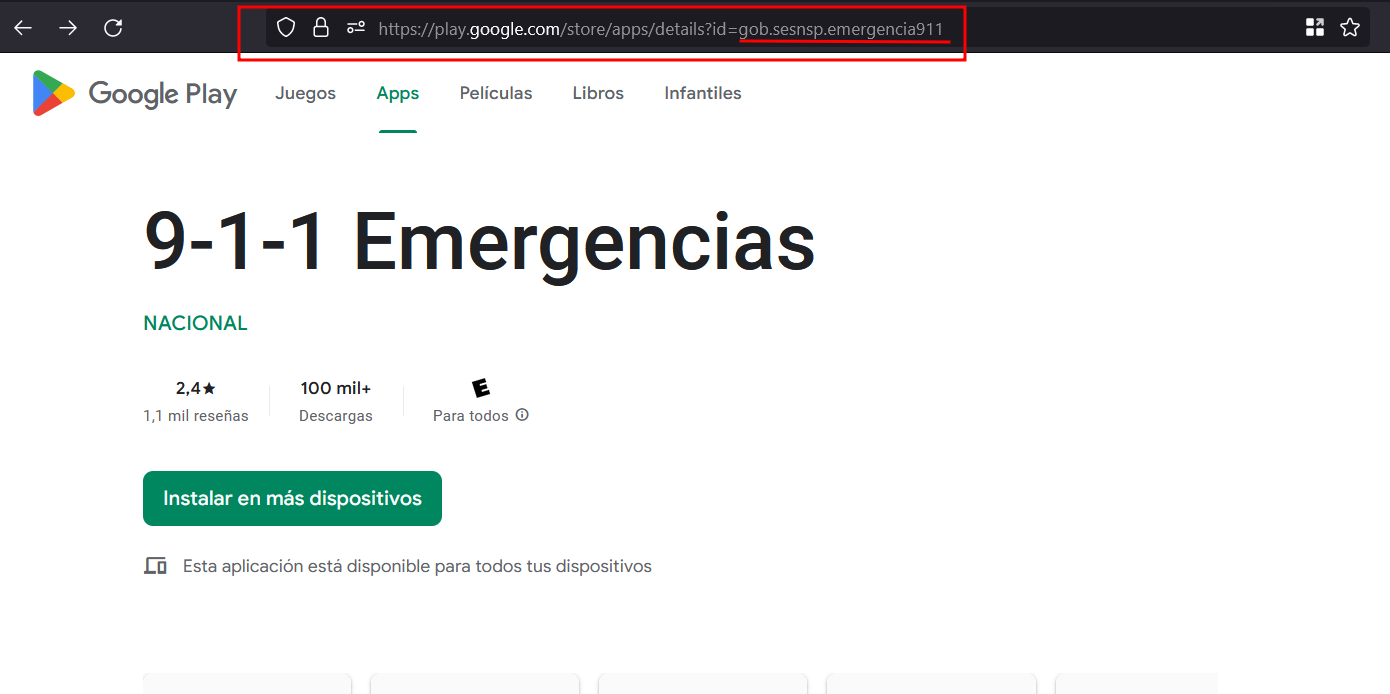 https://play.google.com/store/apps/details?id=gob.sesnsp.emergencia911
Google Play Juegos Apps Películas Libros Infantiles
9-1-1 Emergencias
NACIONAL
2,4★ 100 mil+ E
1,1 mil reseñas Descargas Para todos
Instalar en más dispositivos
Esta aplicación está disponible para todos tus dispositivos